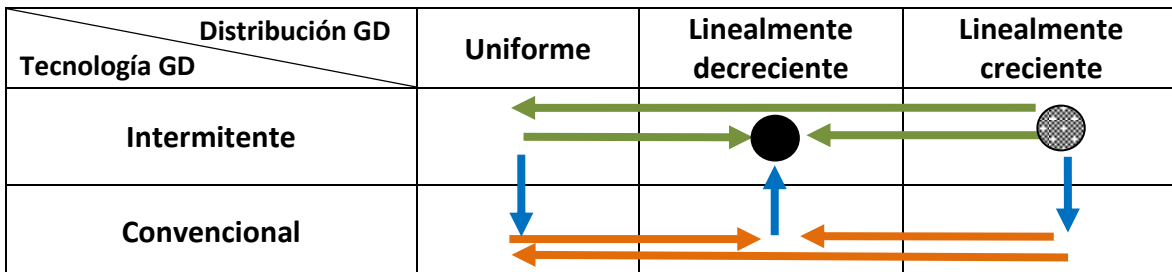 Distribución GD
Tecnología GD
Uniforme
Linealmente
decreciente
Linealmente
creciente
Intermitente
Convencional